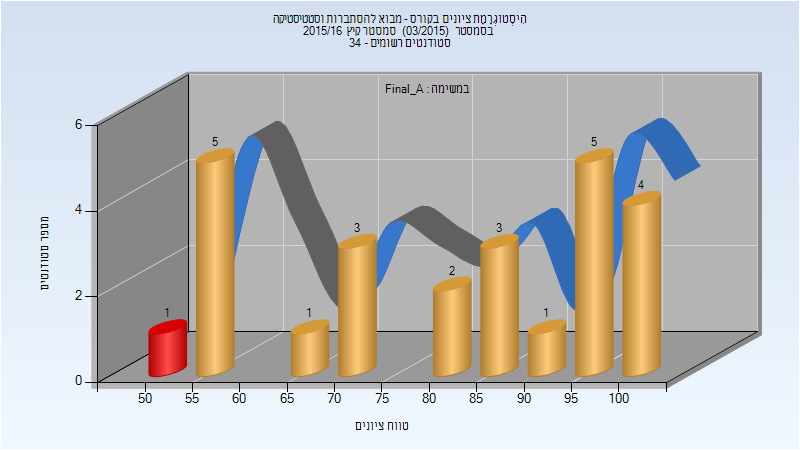 היסטוגרמת ציונים בקורס - מבוא להסתברות וסטטיסטיקה
בסמסטר (03/2015) סמסטר קיץ 2015/16
סטודנטים רשומים - 34
במשימה : Final_A
6
4
2
0
מספר סטודנטים
1
5
1
3
2
3
1
5
4
50 55 60 65 70 75 80 85 90 95 100
טווח ציונים